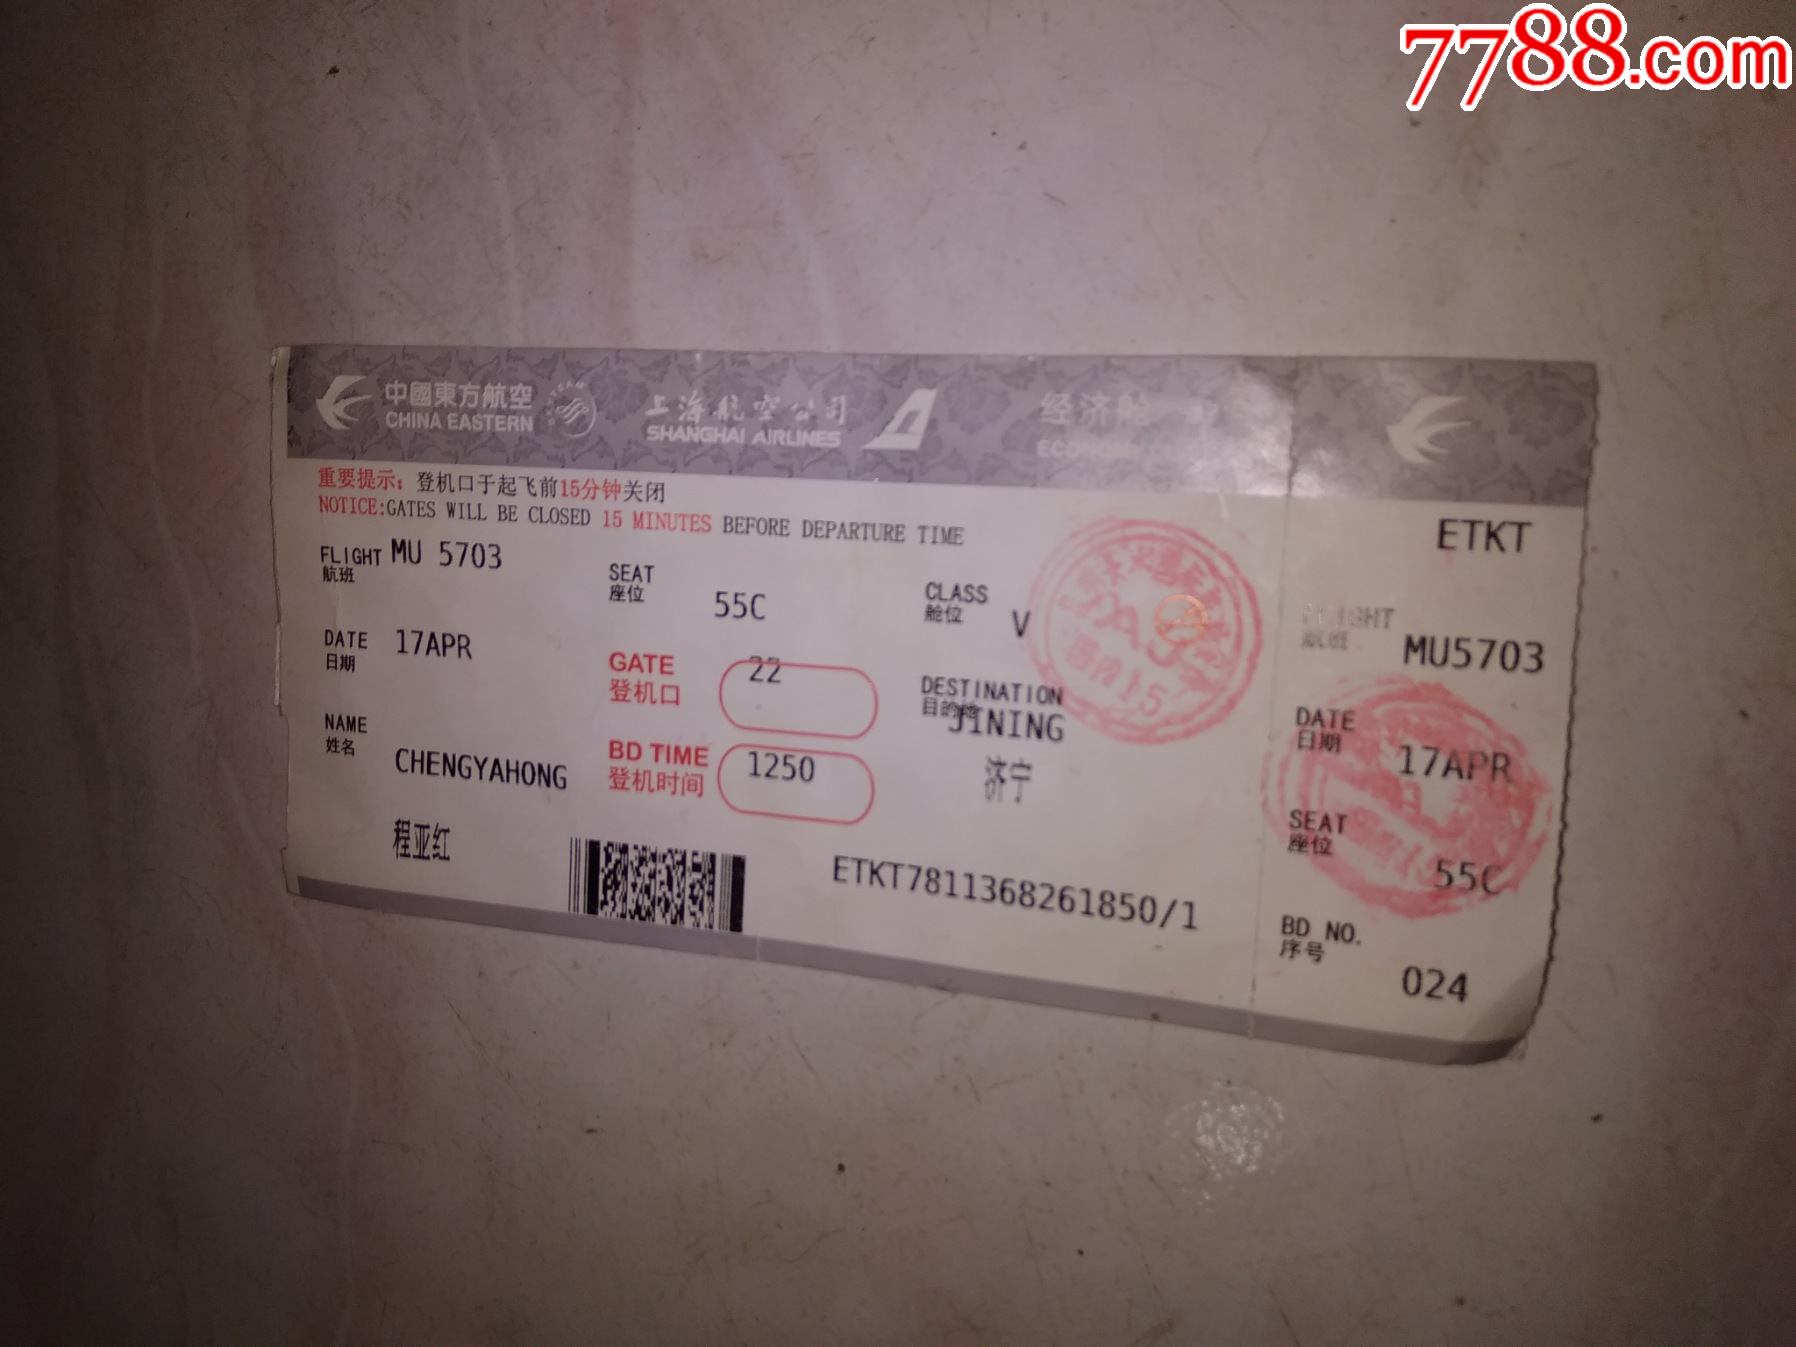 7788.com
中國東方航空
CHINA EASTERN
上海航空公司
SHANGHAI AIRLINES
经济舱
重要提示：登机口于起飞前15分钟关闭
NOTICE:GATES WILL BE CLOSED 15 MINUTES BEFORE DEPARTURE TIME
FLIGHT MU 5703
航班
SEAT
座位
55C
CLASS
舱位
V
DATE
日期
17APR
GATE
登机口
22
DESTINATION
目的地
JINING
济宁
NAME
姓名
CHENGYAHONG
程亚红
BD TIME
登机时间
1250
ETKT7811368261850/1
ETKT
FLIGHT
航班
MU5703
DATE
日期
17APR
SEAT
座位
55C
BD NO.
序号
024